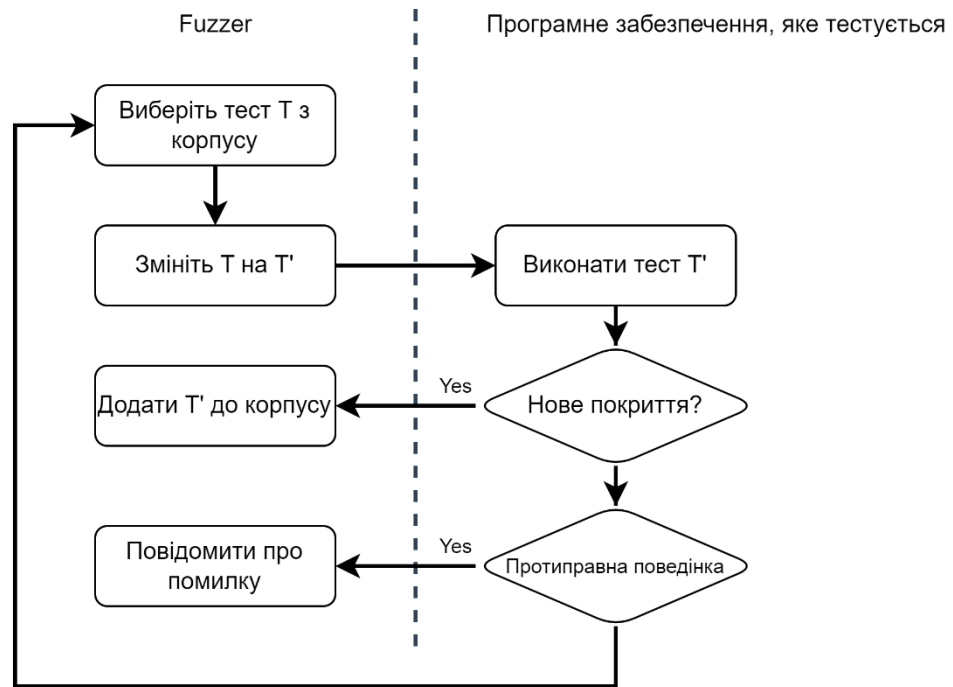 Fuzzer
Програмне забезпечення, яке тестується
Виберіть тест Т з
корпусу
Змініть Т на Т'
Виконати тест Т'
Yes
Нове покриття?
Додати Т' до корпусу
Yes
Протиправна поведінка
Повідомити про
помилку